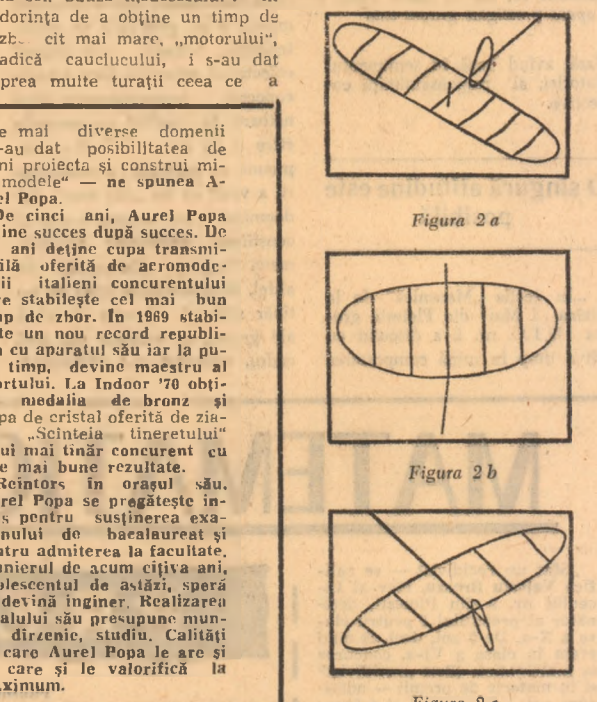 dorința de a obține un timp de
cit mai mare, „motorului“,
adică cauciucului, i s-au dat
prea multe turații ceea ce a
e mai diverse domenii
-au dat posibilitatea de
ni proiecta și construi mi-
modele“ — ne spunea A-
el Popa.
De cinci ani, Aurel Popa
ine succes după succes. De
ani deține cupa transmi-
ilă oferită de aeromode-
ii italieni concurentului
re stabilește cel mai bun
mp de zbor. În 1969 stabi-
te un nou record republi-
n cu aparatul său iar la pu-
timp, devine maestru al
ortului. La Indoor '70 obți-
medalia de bronz și
pa de cristal oferită de zia-
„Scînteia tineretului“
ui mai tînăr concurent cu
e mai bune rezultate.
Reîntors în orașul său,
rel Popa se pregătește in-
s pentru susținerea exa-
nului de bacalaureat și
tru admiterea la facultate.
nierul de acum cîțiva ani,
olescentul de astăzi, speră
devină inginer. Realizarea
alului său presupune mun-
dîrzenie, studiu. Calități
care Aurel Popa le are și
care și le valorifică la
aximum.
Figura 2 a
Figura 2 b